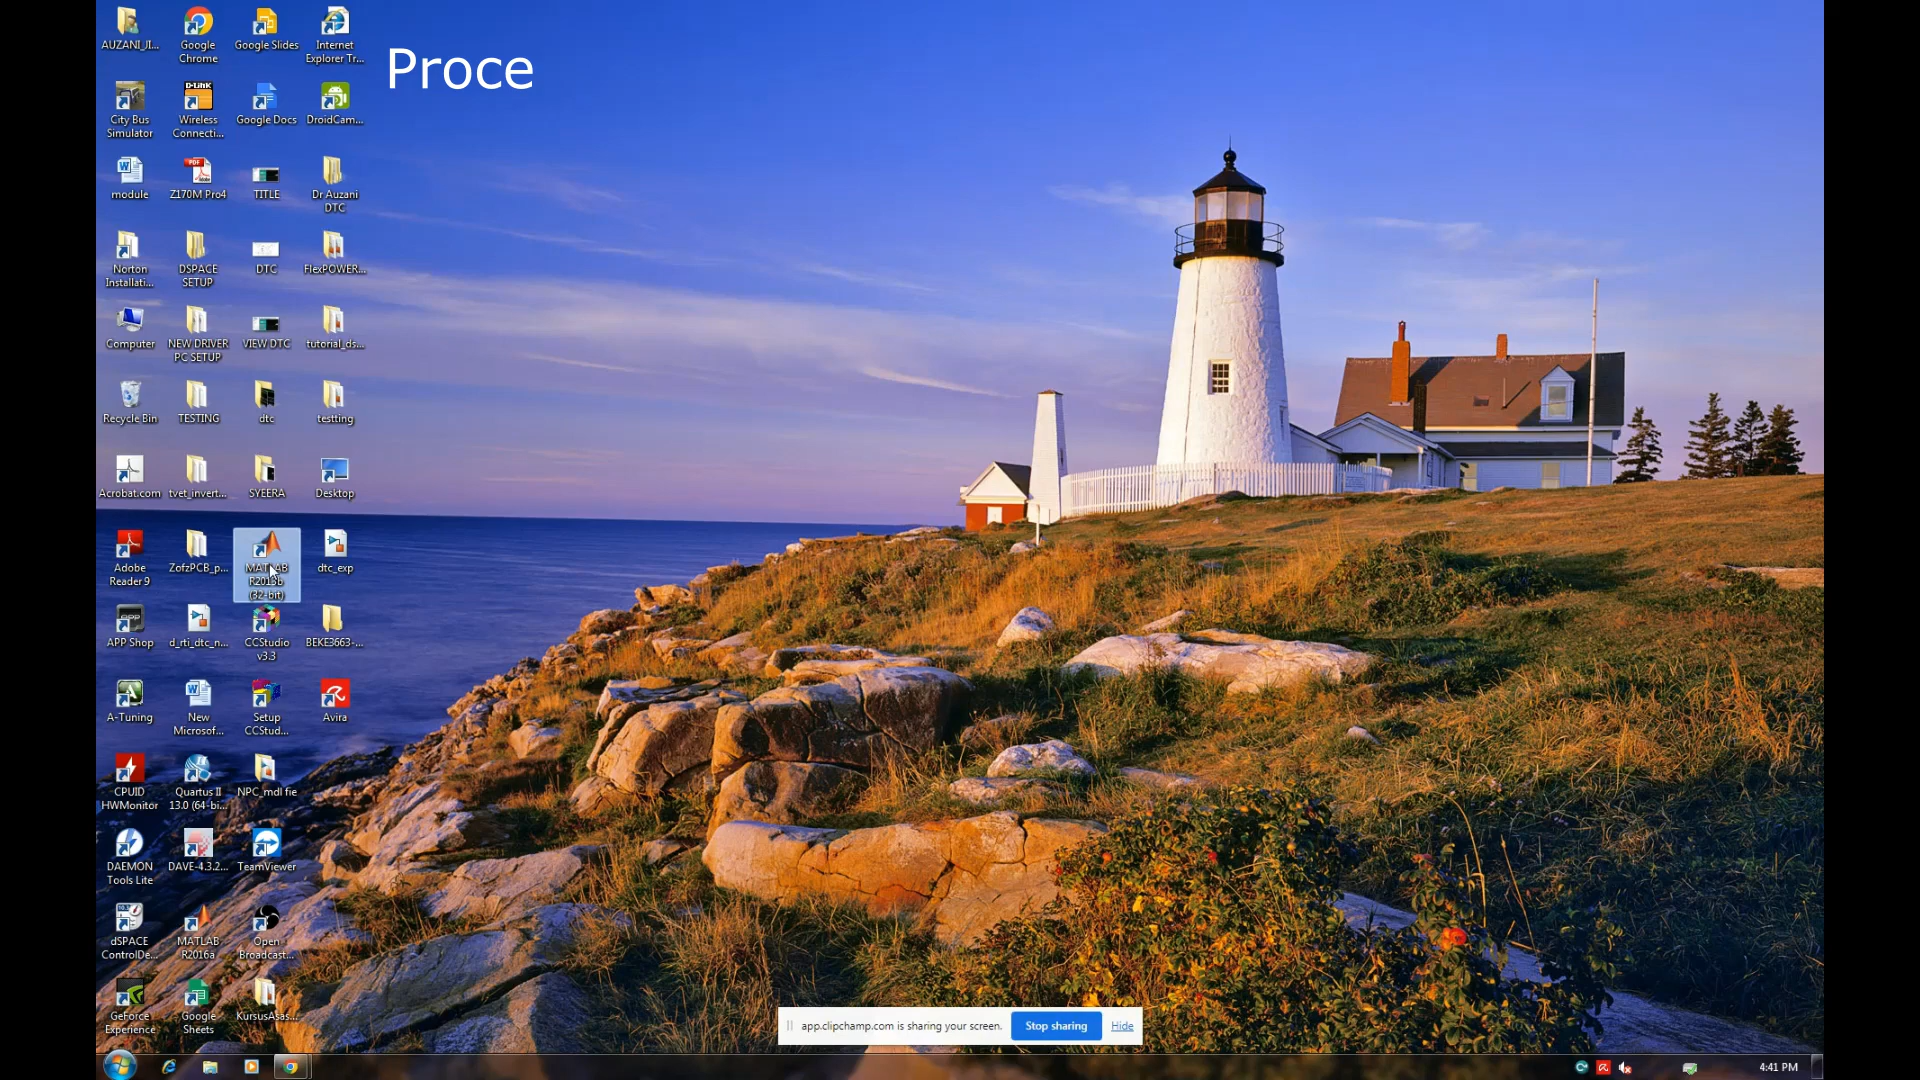 AUZANI_JI...
Google
Chrome
Google Slides
Internet
Explorer Tr...
Proce
City Bus
Simulator
D-Link
Wireless
Connecti...
Google Docs
DroidCam...
module
Z170M Pro4
TITLE
Dr Auzani
DTC
Norton
Installati...
DSPACE
SETUP
DTC
FlexPOWER...
Computer
NEW DRIVER
PC SETUP
VIEW DTC
tutorial_ds...
Recycle Bin
TESTING
dtc
testting
Acrobat.com
tvet_invert...
SYEERA
Desktop
Adobe
Reader 9
ZofzPCB_p...
MATLAB
R2013b
(32-bit)
dtc_exp
APP Shop
d_rti_dtc_n...
CCStudio
v3.3
BEKE3663-...
A-Tuning
New
Microsof...
Setup
CCStud...
Avira
CPUID
HWMonitor
Quartus II
13.0 (64-bi...
NPC_mdl fie
DAEMON
Tools Lite
DAVE-4.3.2...
TeamViewer
dSPACE
ControlDe...
MATLAB
R2016a
Open
Broadcast...
GeForce
Experience
Google
Sheets
KursusAsas...
app.clipchamp.com is sharing your screen.
Stop sharing
Hide
4:41 PM